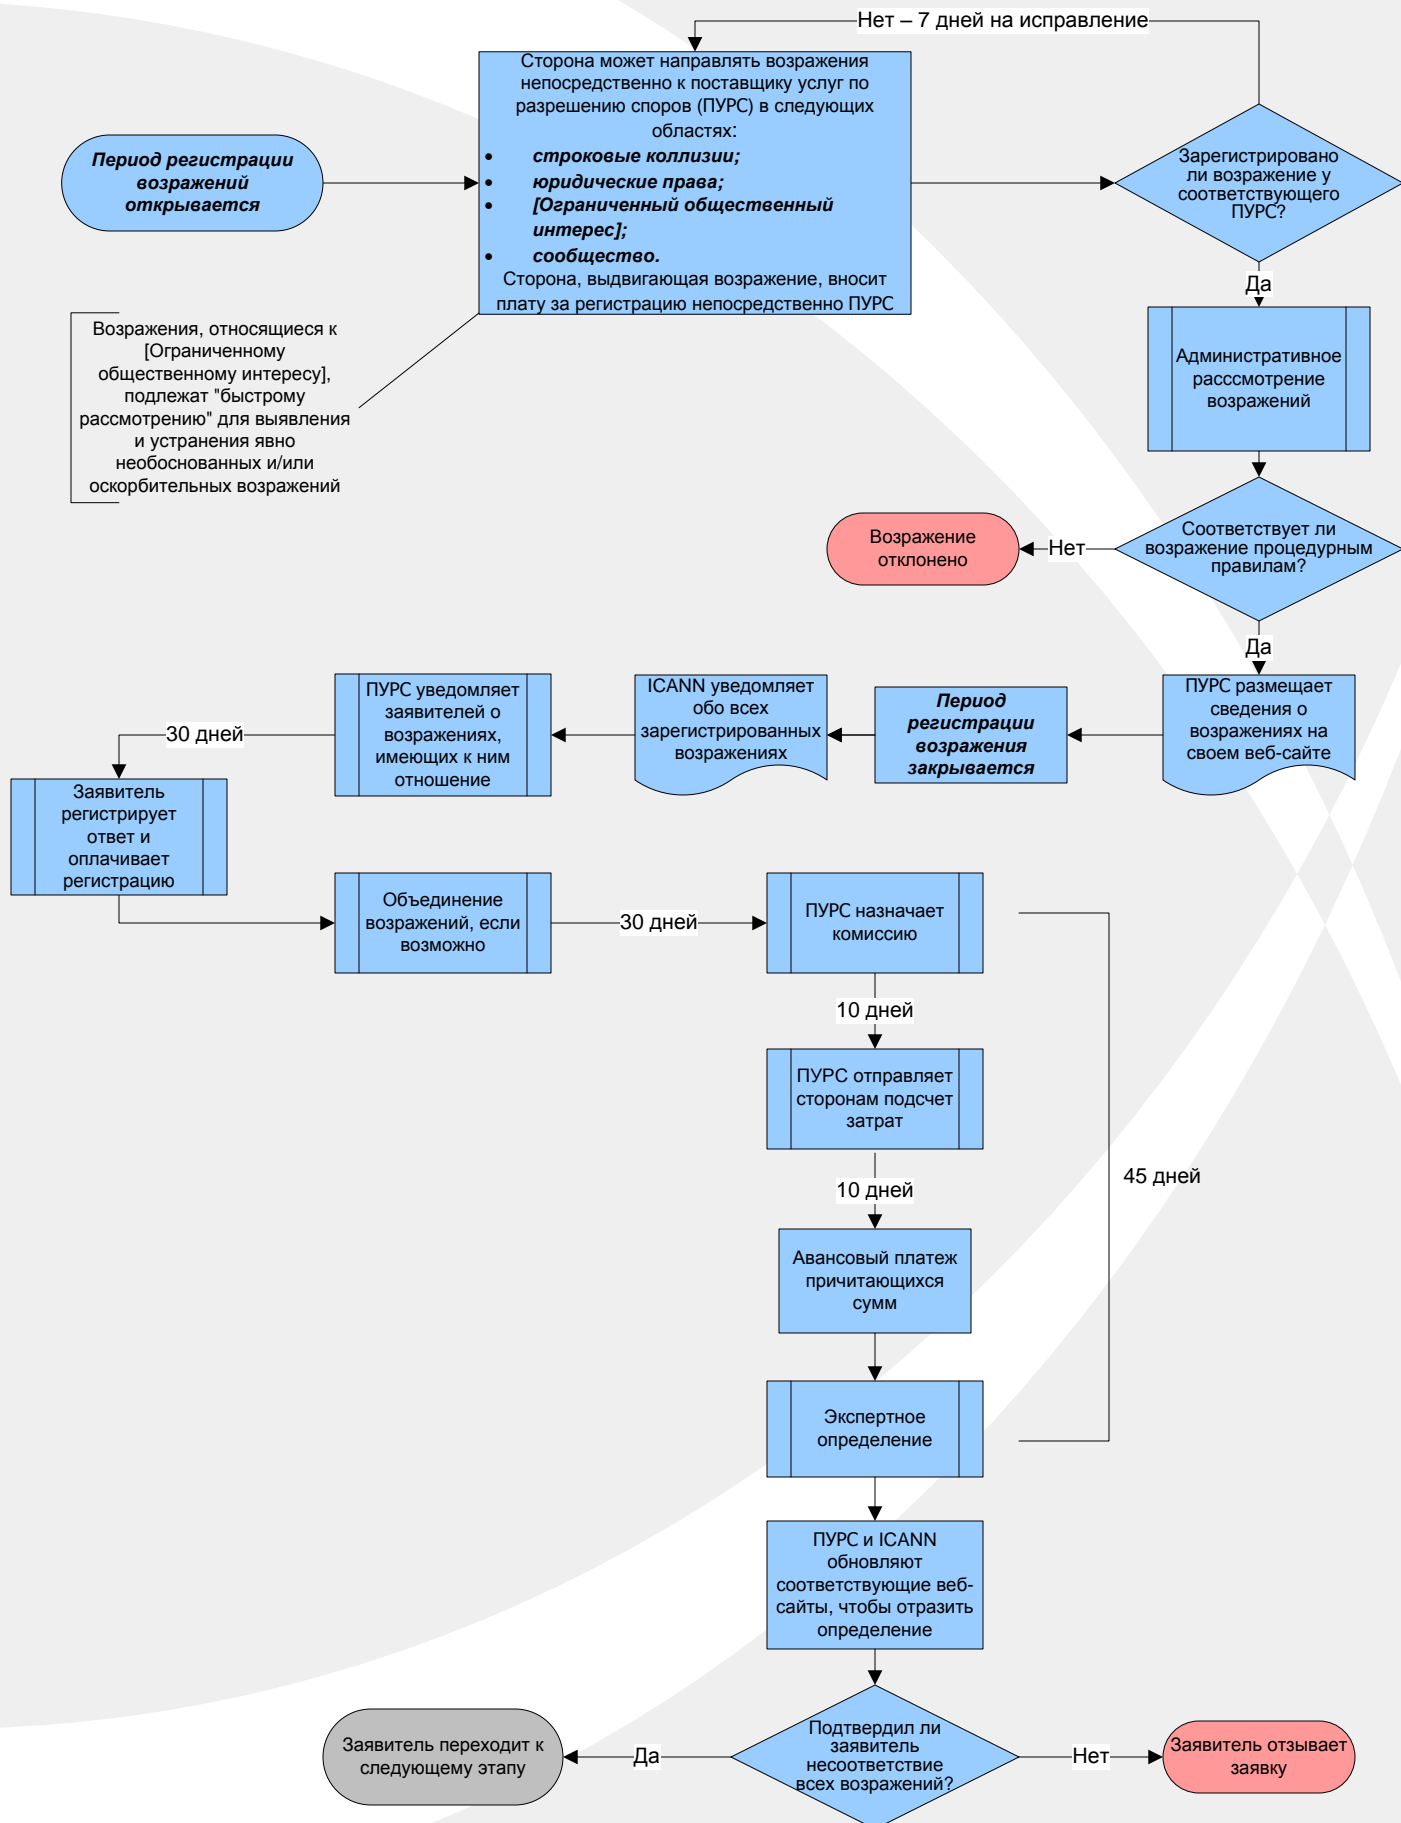 Нет – 7 дней на исправление
Сторона может направлять возражения
непосредственно к поставщику услуг по
разрешению споров (ПУРС) в следующих
областях:
• строковые коллизии;
• юридические права;
• [Ограниченный общественный
интерес];
• сообщество.
Сторона, выдвигающая возражение, вносит
плату за регистрацию непосредственно ПУРС
Период регистрации
возражений
открывается
Зарегистрировано
ли возражение у
соответствующего
ПУРС?
Да
Возражения, относящиеся к
[Ограниченному
общественному интересу],
подлежат "быстрому
рассмотрению" для выявления
и устранения явно
необоснованных и/или
оскорбительных возражений
Административное
расссмотрение
возражений
Соответствует ли
возражение процедурным
правилам?
Нет
Возражение
отклонено
Да
ПУРС размещает
сведения о
возражениях на
своем веб-сайте
Период
регистрации
возражения
закрывается
ICANN уведомляет
обо всех
зарегистрированных
возражениях
ПУРС уведомляет
заявителей о
возражениях,
имеющих к ним
отношение
30 дней
Заявитель
регистрирует
ответ и
оплачивает
регистрацию
Объединение
возражений, если
возможно
30 дней
ПУРС назначает
комиссию
10 дней
ПУРС отправляет
сторонам подсчет
затрат
10 дней
45 дней
Авансовый платеж
причитающихся
сумм
Экспертное
определение
ПУРС и ICANN
обновляют
соответствующие веб-
сайты, чтобы отразить
определение
Подтвердил ли
заявитель
несоответствие
всех возражений?
Да
Заявитель переходит к
следующему этапу
Нет
Заявитель отзывает
заявку